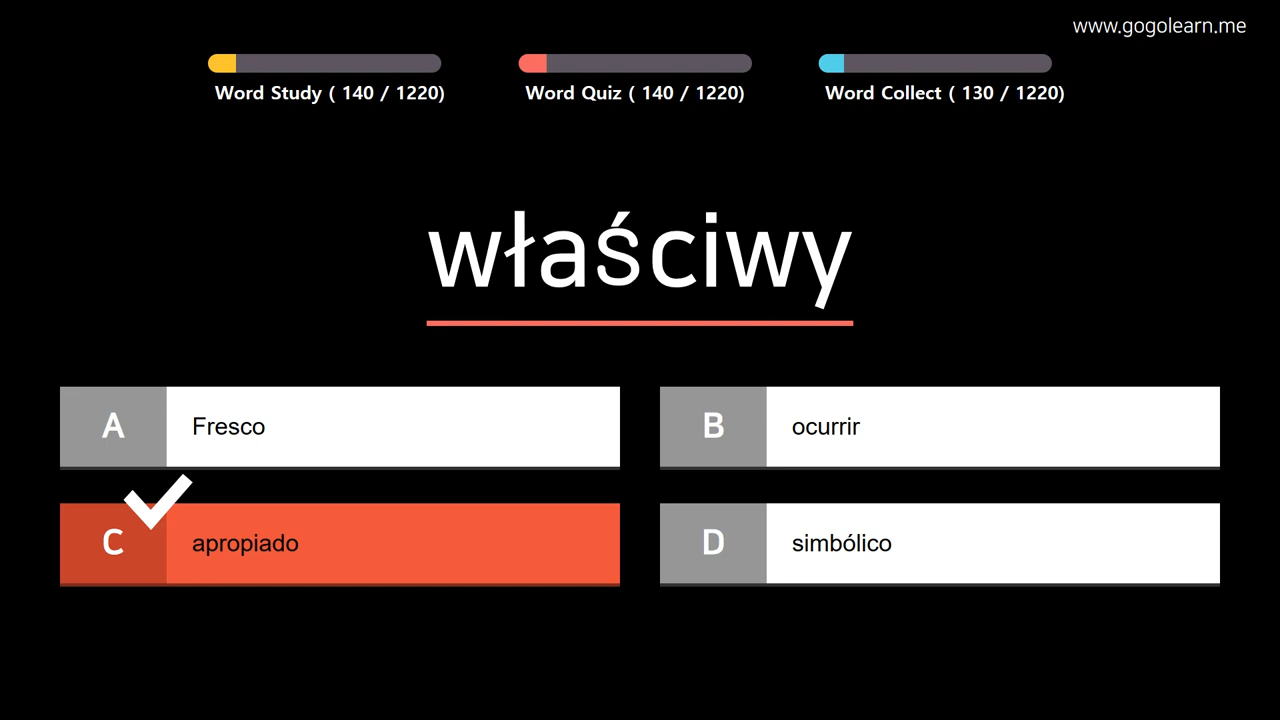 www.gogolearn.me
Word Study ( 140 / 1220)
Word Quiz ( 140 / 1220)
Word Collect ( 130 / 1220)
właściwy
A Fresco
B ocurrir
C apropiado
D simbólico